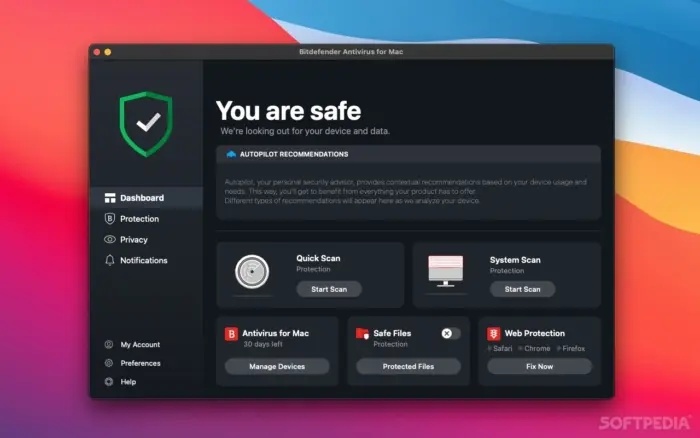 Bitdefender Antivirus for Mac
You are safe
We're looking out for your device and data.
AUTOPILOT RECOMMENDATIONS
Autopilot, your personal security advisor, provides contextual recommendations based on your device usage and
needs. This way, you'll get to benefit from everything your product has to offer.
Different types of recommendations will appear here as we analyze your device.
Dashboard
B Protection
Privacy
Notifications
Quick Scan
Protection
Start Scan
System Scan
Protection
Start Scan
B Antivirus for Mac
30 days left
Manage Devices
Safe Files
Protection
Protected Files
Web Protection
Safari Chrome Firefox
Fix Now
My Account
Preferences
Help
SOFTPEDIA